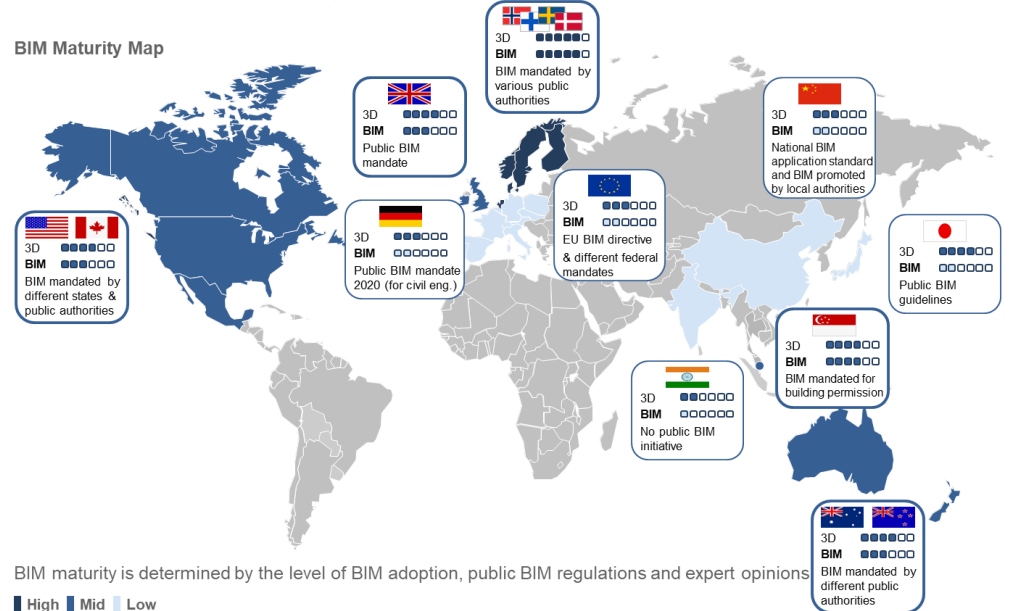 BIM Maturity Map
3D
BIM
BIM mandated by
various public
authorities
3D
BIM
Public BIM
mandate
3D
BIM
National BIM
application standard
and BIM promoted
by local authorities
3D
BIM
EU BIM directive
& different federal
mandates
3D
BIM
Public BIM mandate
2020 (for civil eng.)
3D
BIM
BIM mandated by
different states &
public authorities
3D
BIM
Public BIM
guidelines
3D
BIM
BIM mandated for
building permission
3D
BIM
No public BIM
initiative
3D
BIM
BIM mandated by
different public
authorities
BIM maturity is determined by the level of BIM adoption, public BIM regulations and expert opinions
High Mid Low